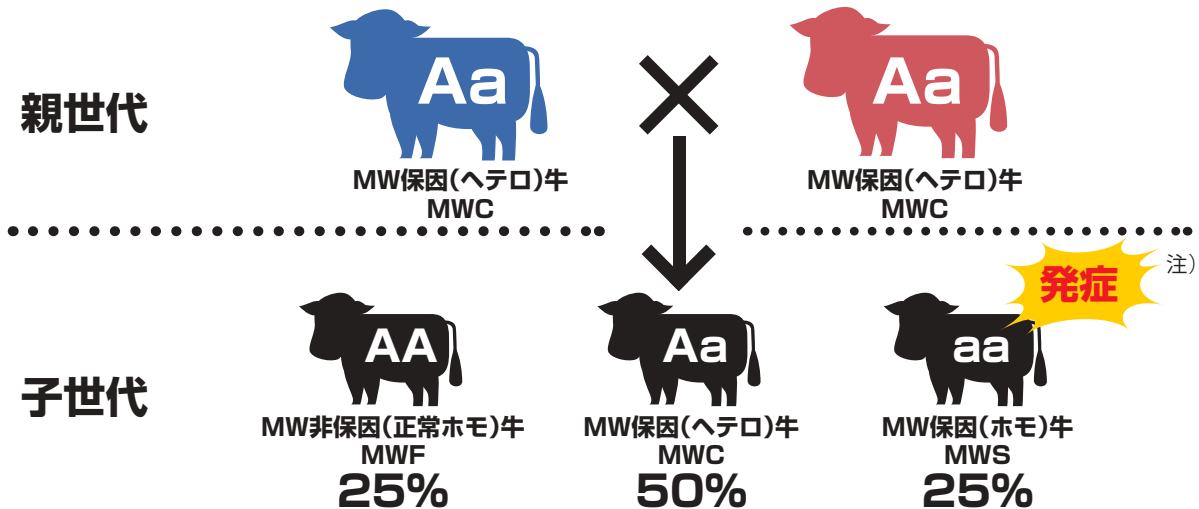 親世代
Aa
Aa
MW保因(ヘテロ)牛
MWC
MW保因(ヘテロ)牛
MWC
発症
注)
子世代
AA
Aa
aa
MW非保因(正常ホモ)牛
MWF
25%
MW保因(ヘテロ)牛
MWC
50%
MW保因(ホモ)牛
MWS
25%